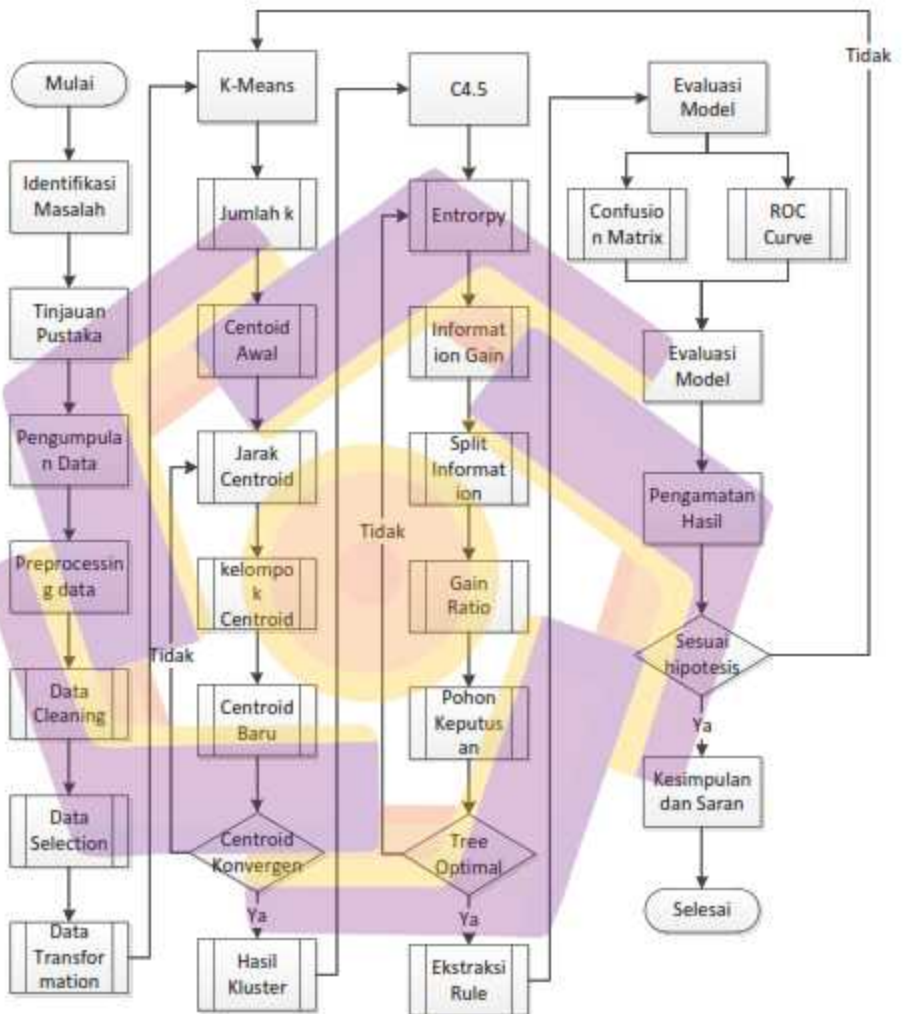 Mulai
Identifikasi
Masalah
Tinjauan
Pustaka
Pengumpula
n Data
Preprocessin
g data
Data
Cleaning
Data
Selection
Data
Transfor
mation
K-Means
Jumlah k
Centoid
Awal
Jarak
Centroid
kelompo
k
Centroid
Centroid
Baru
Centroid
Konvergen
Tidak
Ya
Hasil
Kluster
C4.5
Entrorpy
Informat
ion Gain
Split
Informat
ion
Gain
Ratio
Pohon
Keputus
an
Tree
Optimal
Tidak
Ya
Ekstraksi
Rule
Evaluasi
Model
Confusio
n Matrix
ROC
Curve
Evaluasi
Model
Pengamatan
Hasil
Sesuai
hipotesis
Tidak
Ya
Kesimpulan
dan Saran
Selesai